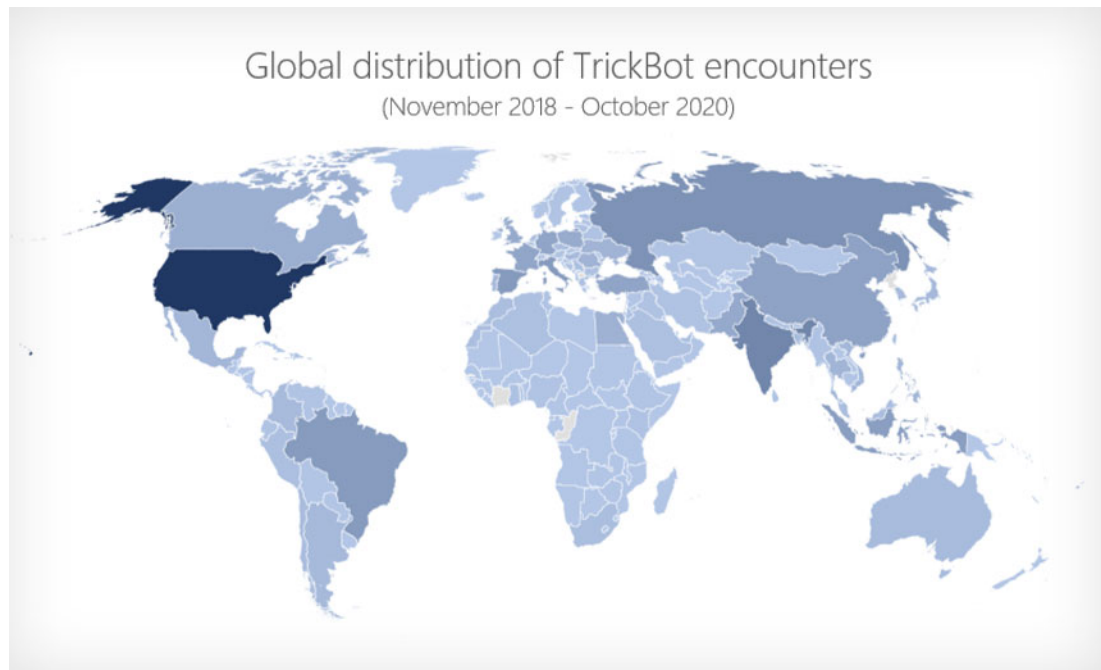 Global distribution of TrickBot encounters
(November 2018 - October 2020)